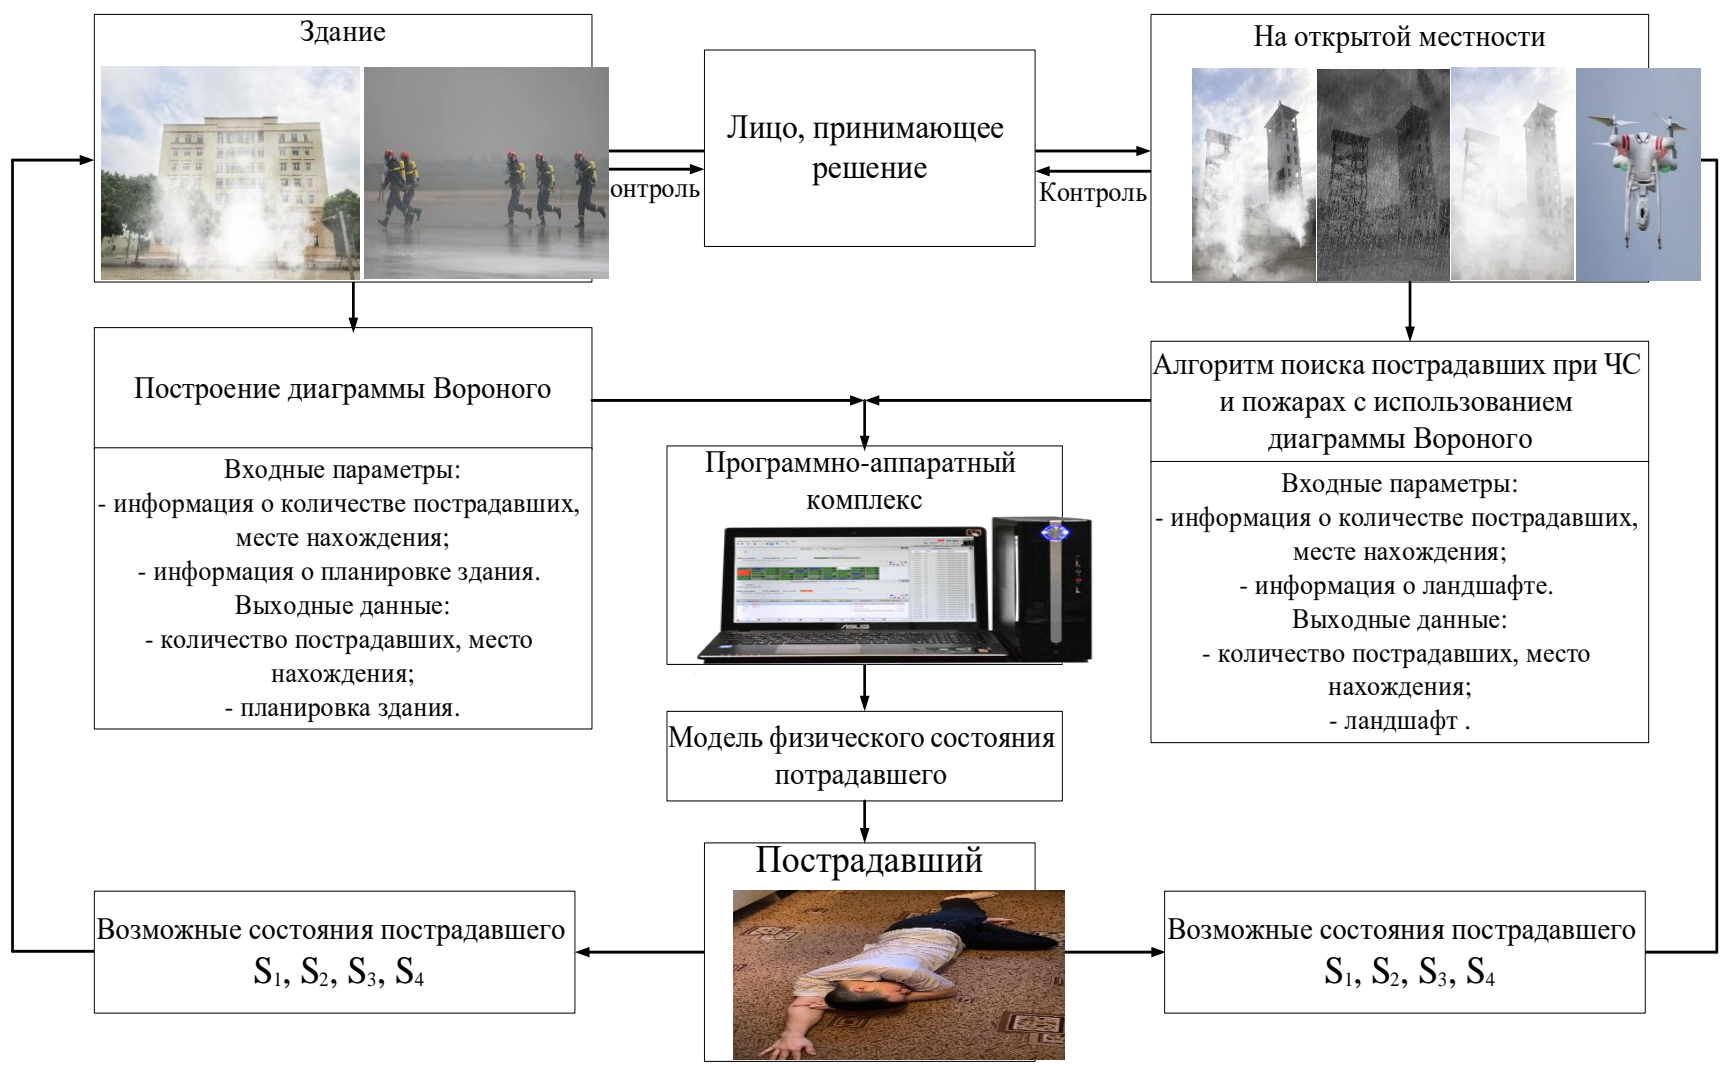 Здание
На открытой местности
Лицо, принимающее
решение
онтроль
Контроль
Построение диаграммы Вороного
Входные параметры:
- информация о количестве пострадавших,
месте нахождения;
- информация о планировке здания.
Выходные данные:
- количество пострадавших, место
нахождения;
- планировка здания.
Программно-аппаратный
комплекс
ASUS
Алгоритм поиска пострадавших при ЧС
и пожарах с использованием
диаграммы Вороного
Входные параметры:
- информация о количестве пострадавших,
месте нахождения;
- информация о ландшафте.
Выходные данные:
- количество пострадавших, место
нахождения;
- ландшафт .
Модель физического состояния
потрадавшего
Пострадавший
Возможные состояния пострадавшего
S₁, S₂, S₃, S₄
Возможные состояния пострадавшего
S₁, S₂, S₃, S₄